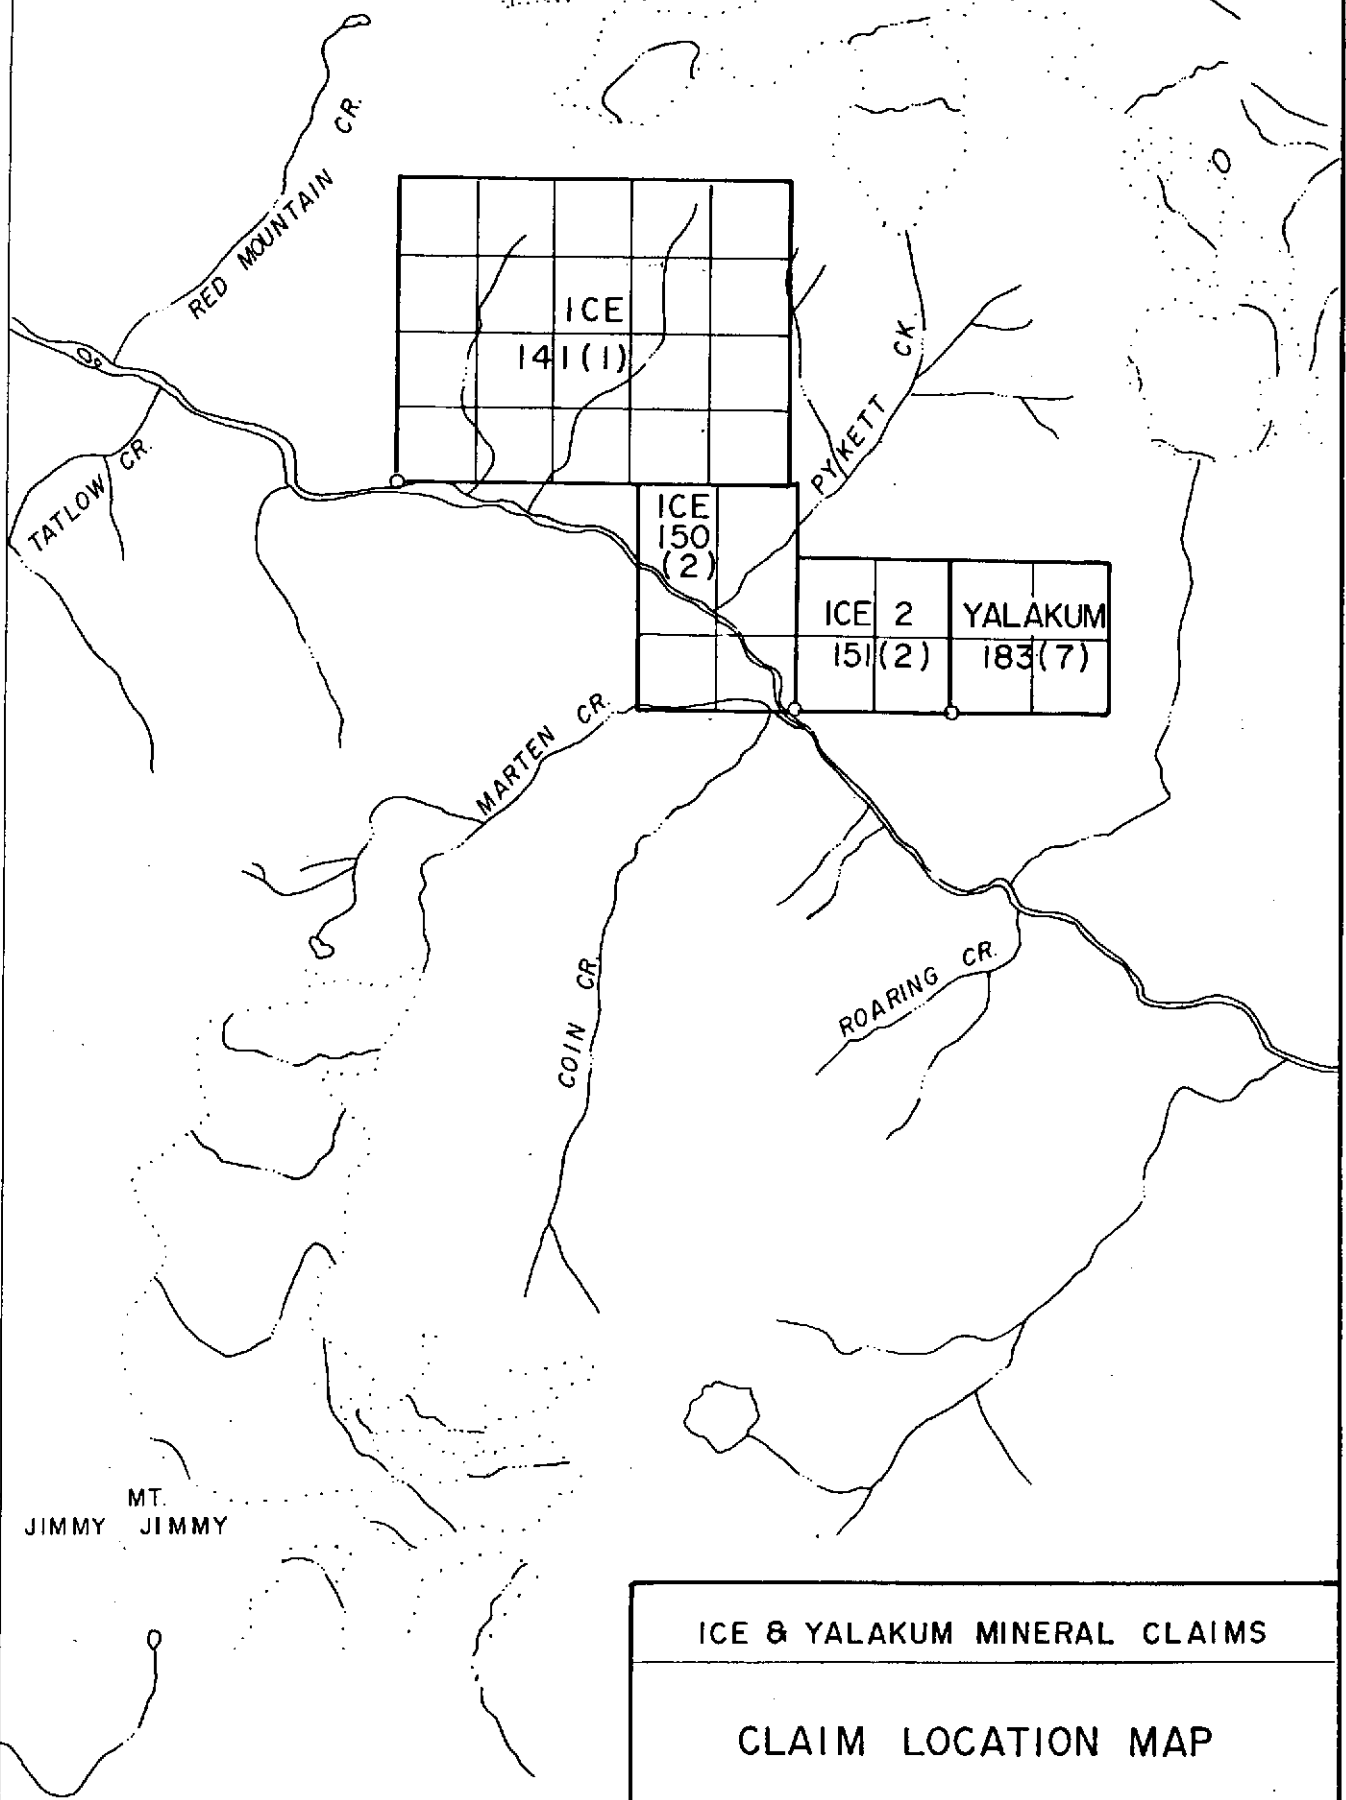 RED MOUNTAIN CR.
ICE
141(1)
PYKETT CK.
TATLOW CR.
ICE
150
(2)
ICE 2
151(2)
YALAKUM
183(7)
MARTEN CR.
COIN CR.
ROARING CR.
MT.
JIMMY JIMMY
ICE & YALAKUM MINERAL CLAIMS
CLAIM LOCATION MAP